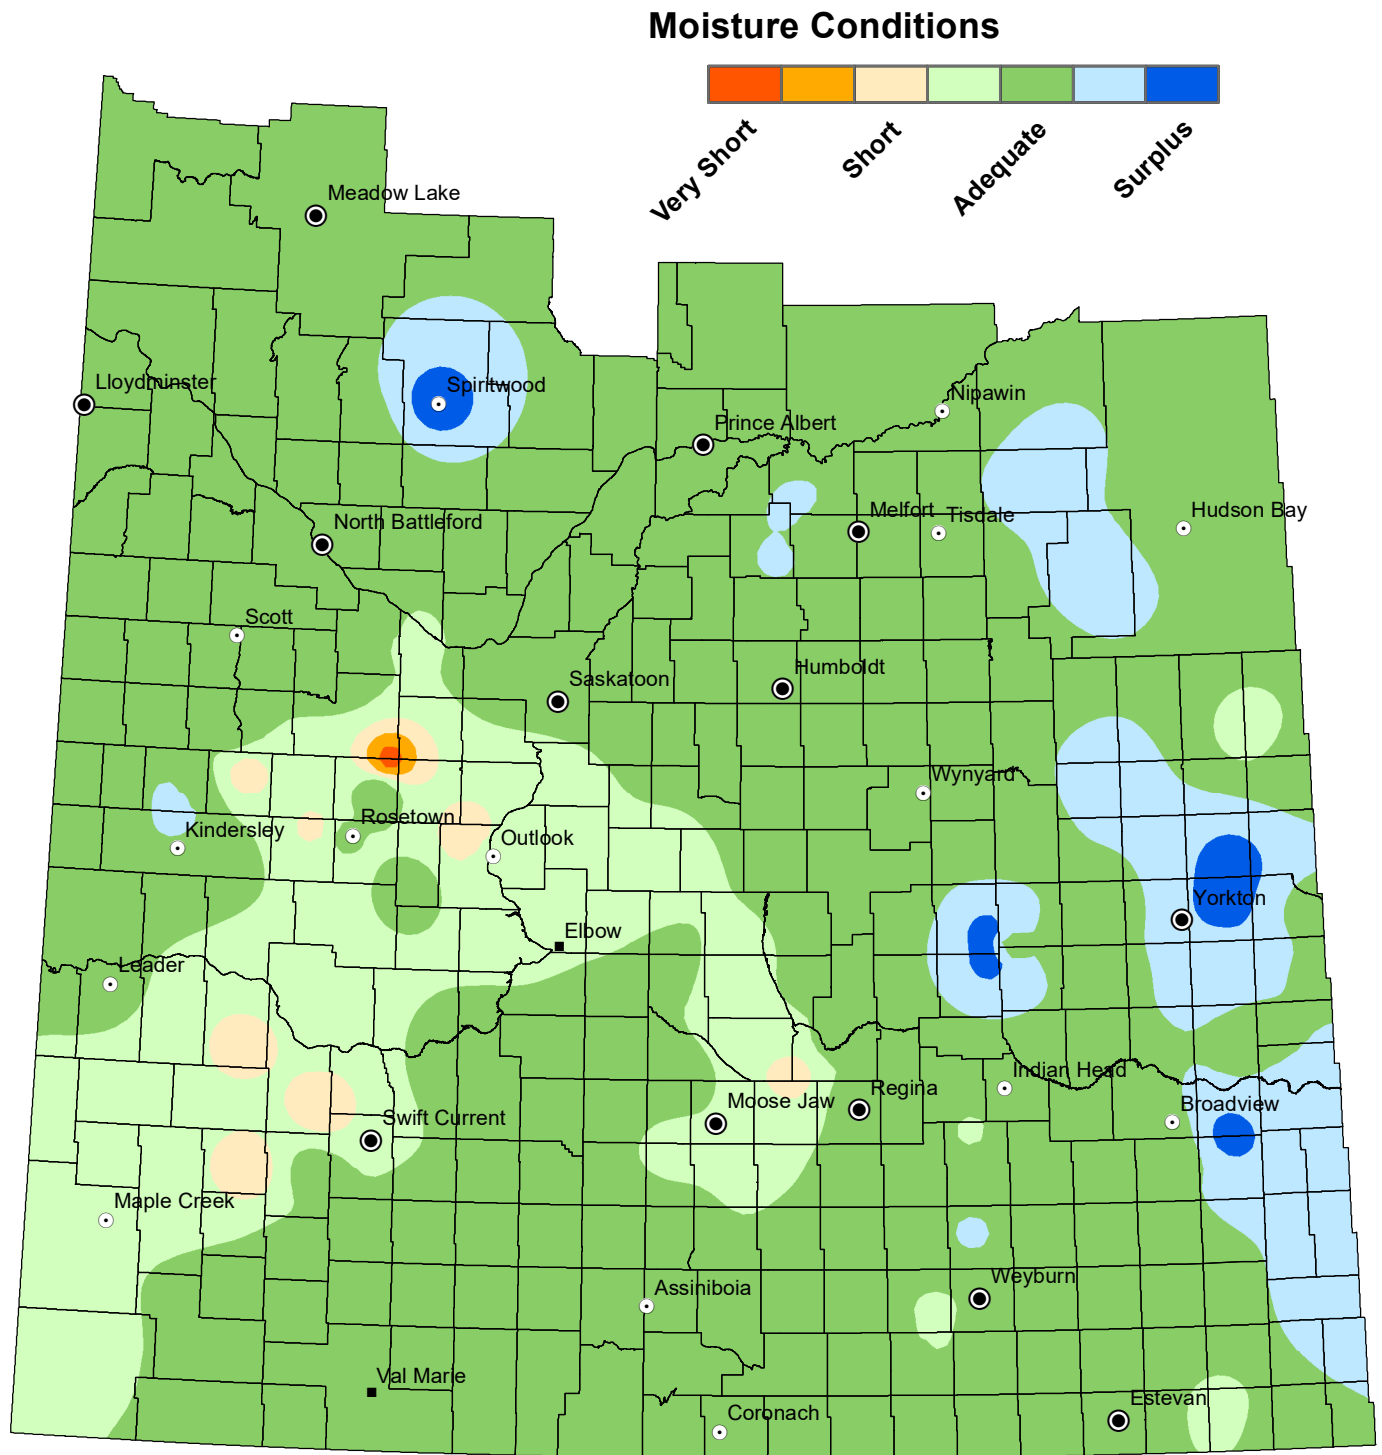 Moisture Conditions
Very Short
Short
Adequate
Surplus
Meadow Lake
Lloydminster
Spiritwood
Nipawin
Prince Albert
Melfort
Tisdale
Hudson Bay
North Battleford
Scott
Saskatoon
Humboldt
Wynyard
Kindersley
Rosetown
Outlook
Yorkton
Elbow
Leader
Indian Head
Regina
Moose Jaw
Broadview
Swift Current
Maple Creek
Weyburn
Assiniboia
Val Marie
Estevan
Coronach